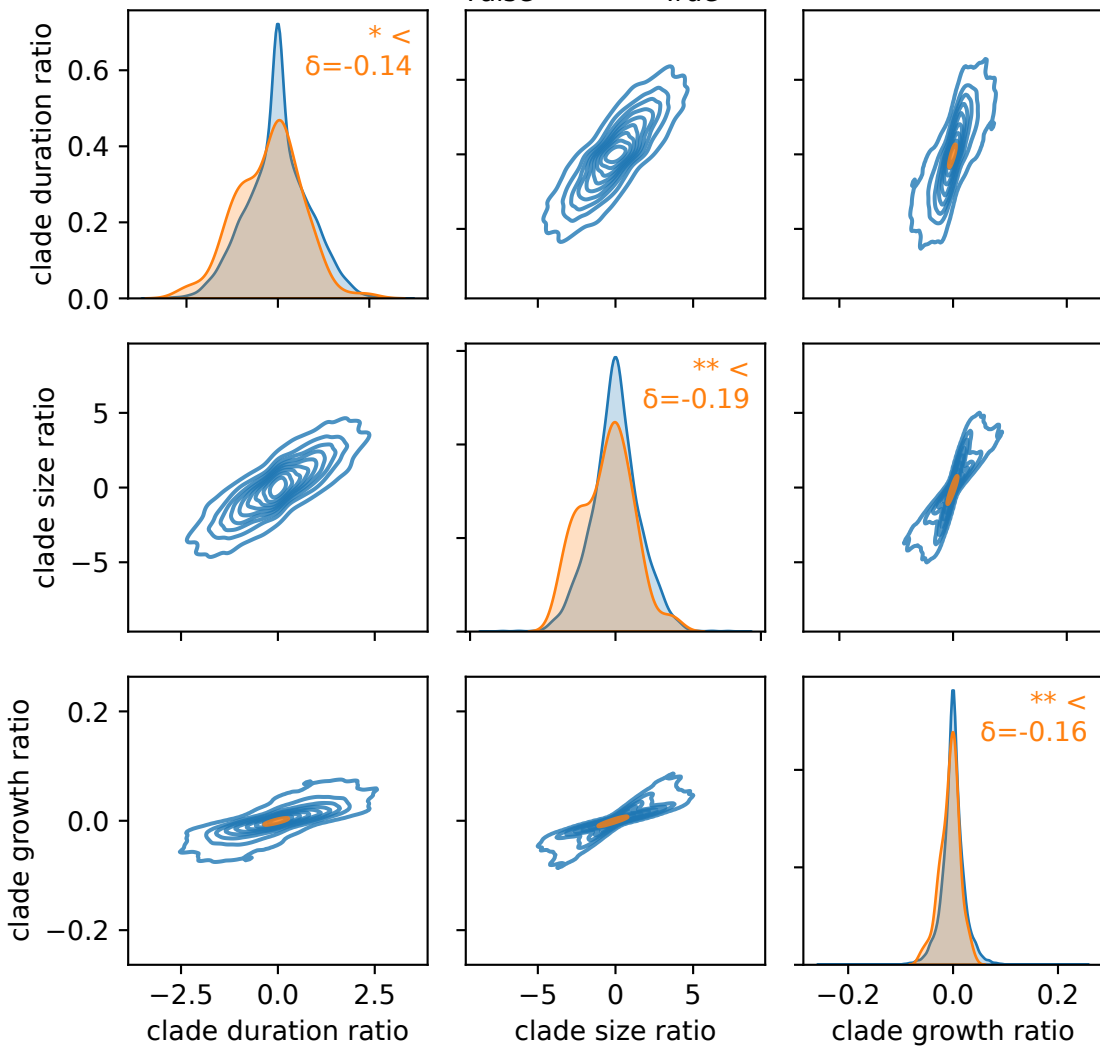 False True
clade duration ratio
0.6
0.4
0.2
0.0
* <
δ=-0.14
clade size ratio
5
0
−5
** <
δ=-0.19
clade growth ratio
0.2
0.0
−0.2
** <
δ=-0.16
−2.5 0.0 2.5
−5 0 5
−0.2 0.0 0.2
clade duration ratio
clade size ratio
clade growth ratio